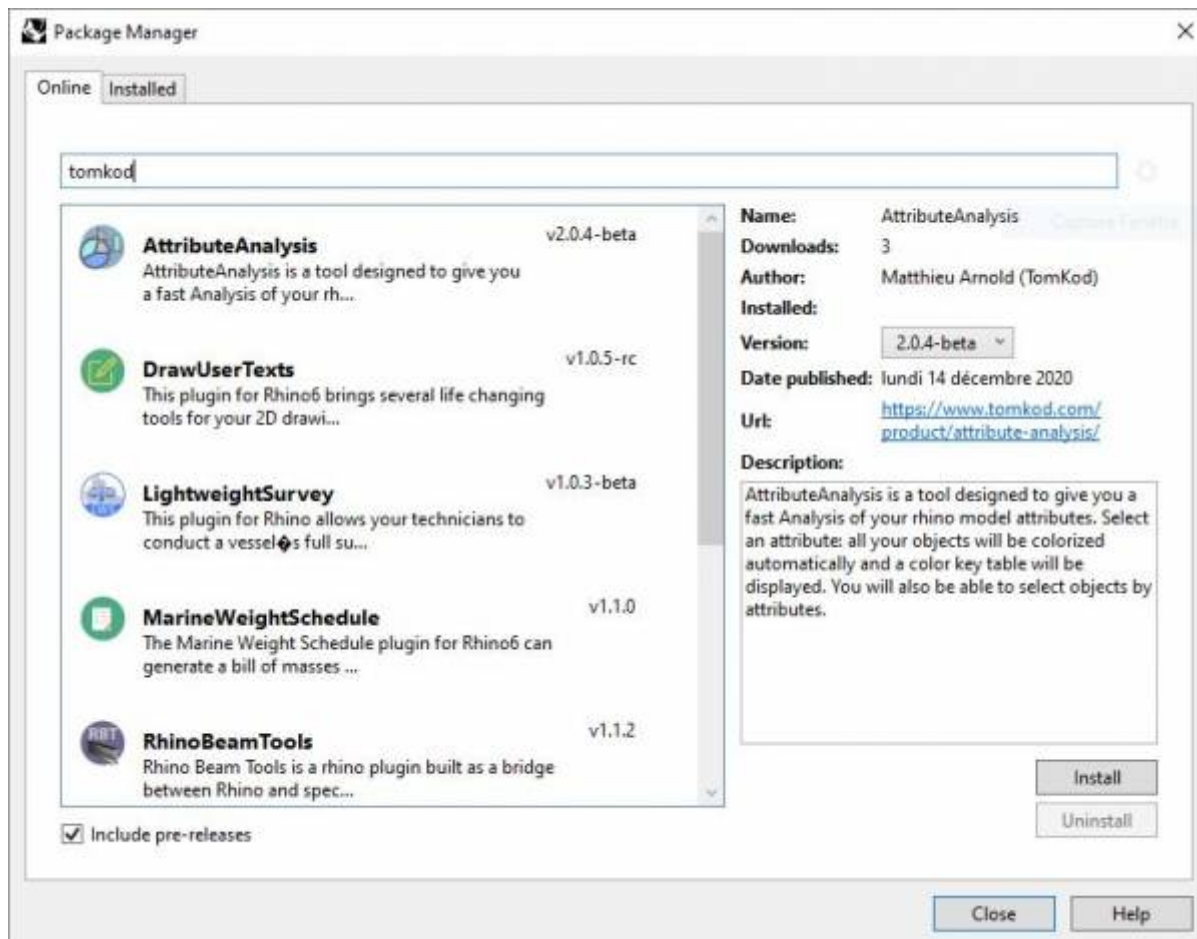 Package Manager
Online Installed
tomkod
AttributeAnalysis v2.0.4-beta
AttributeAnalysis is a tool designed to give you
a fast Analysis of your rh...
DrawUserTexts v1.0.5-rc
This plugin for Rhino6 brings several life changing
tools for your 2D drawi...
LightweightSurvey v1.0.3-beta
This plugin for Rhino allows your technicians to
conduct a vessel�s full su...
MarineWeightSchedule v1.1.0
The Marine Weight Schedule plugin for Rhino6 can
generate a bill of masses ...
RBT
RhinoBeamTools v1.1.2
Rhino Beam Tools is a rhino plugin built as a bridge
between Rhino and spec...
Include pre-releases
Name: AttributeAnalysis
Downloads: 3
Author: Matthieu Arnold (TomKod)
Installed:
Version: 2.0.4-beta
Date published: lundi 14 décembre 2020
Url: https://www.tomkod.com/
product/attribute-analysis/
Description:
AttributeAnalysis is a tool designed to give you a
fast Analysis of your rhino model attributes. Select
an attribute: all your objects will be colorized
automatically and a color key table will be
displayed. You will also be able to select objects by
attributes.
Install
Uninstall
Close Help